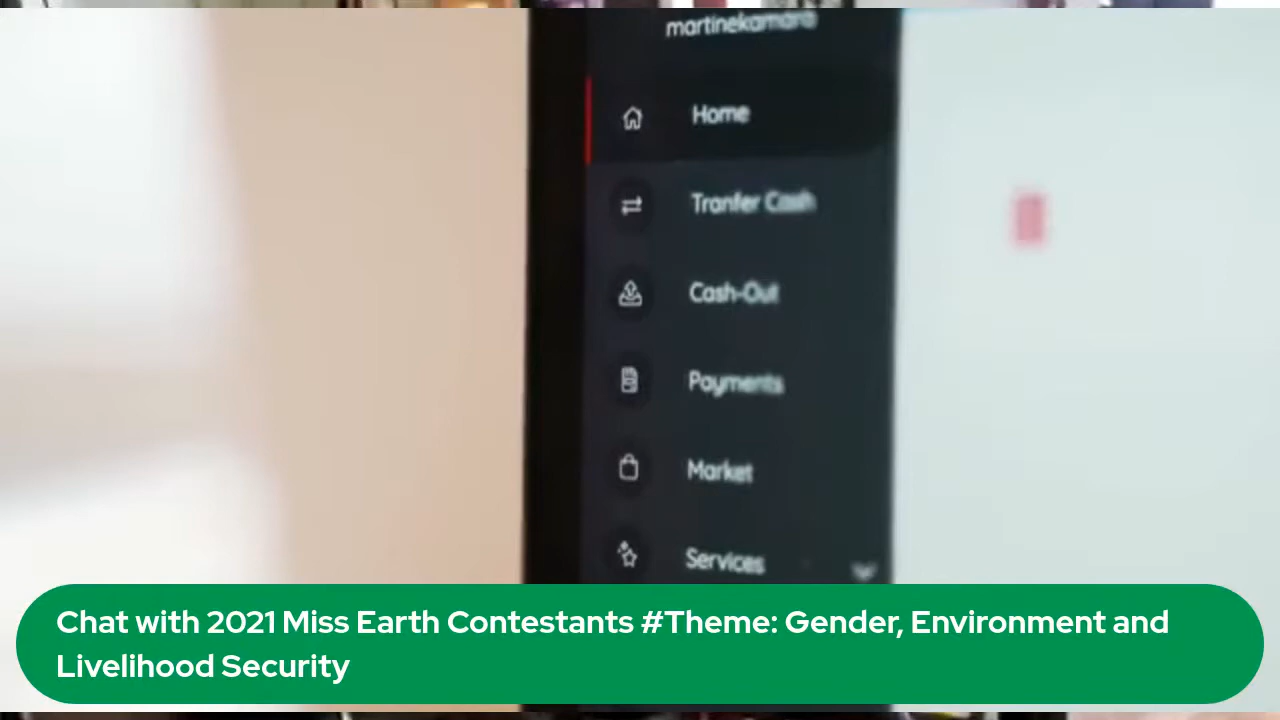 martinekamara
Home
Tranfer Cash
Cash-Out
Payments
Market
Services
Chat with 2021 Miss Earth Contestants #Theme: Gender, Environment and
Livelihood Security